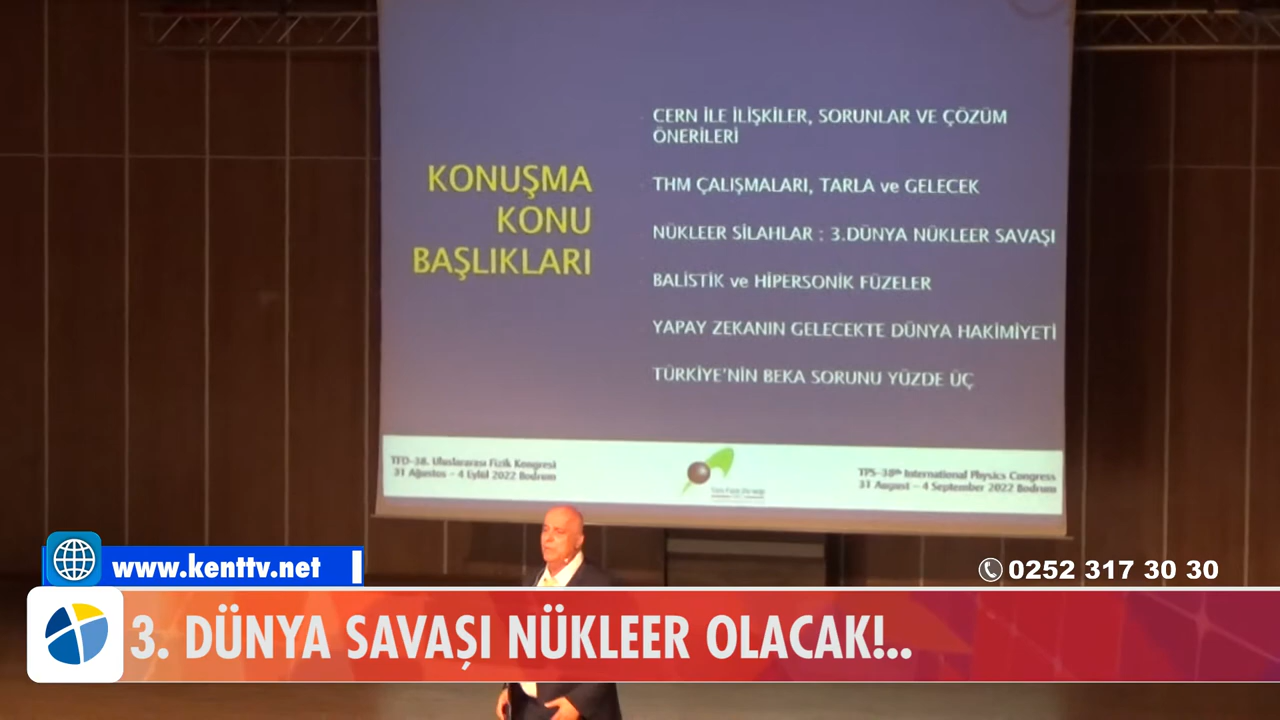 KONUŞMA
KONU
BAŞLIKLARI
CERN İLE İLİŞKİLER, SORUNLAR VE ÇÖZÜM
ÖNERİLERİ
THM ÇALIŞMALARI, TARLA ve GELECEK
NÜKLEER SİLAHLAR : 3.DÜNYA NÜKLEER SAVAŞI
BALİSTİK ve HİPERSONİK FÜZELER
YAPAY ZEKANIN GELECEKTE DÜNYA HAKİMİYETİ
TÜRKİYE'NİN BEKA SORUNU YÜZDE ÜÇ
TFD-38. Uluslararası Fizik Kongresi
31 Ağustos - 4 Eylül 2022 Bodrum
TPS-38th International Physics Congress
31 August - 4 September 2022 Bodrum
www.kenttv.net
0252 317 30 30
3. DÜNYA SAVAŞI NÜKLEER OLACAK!..